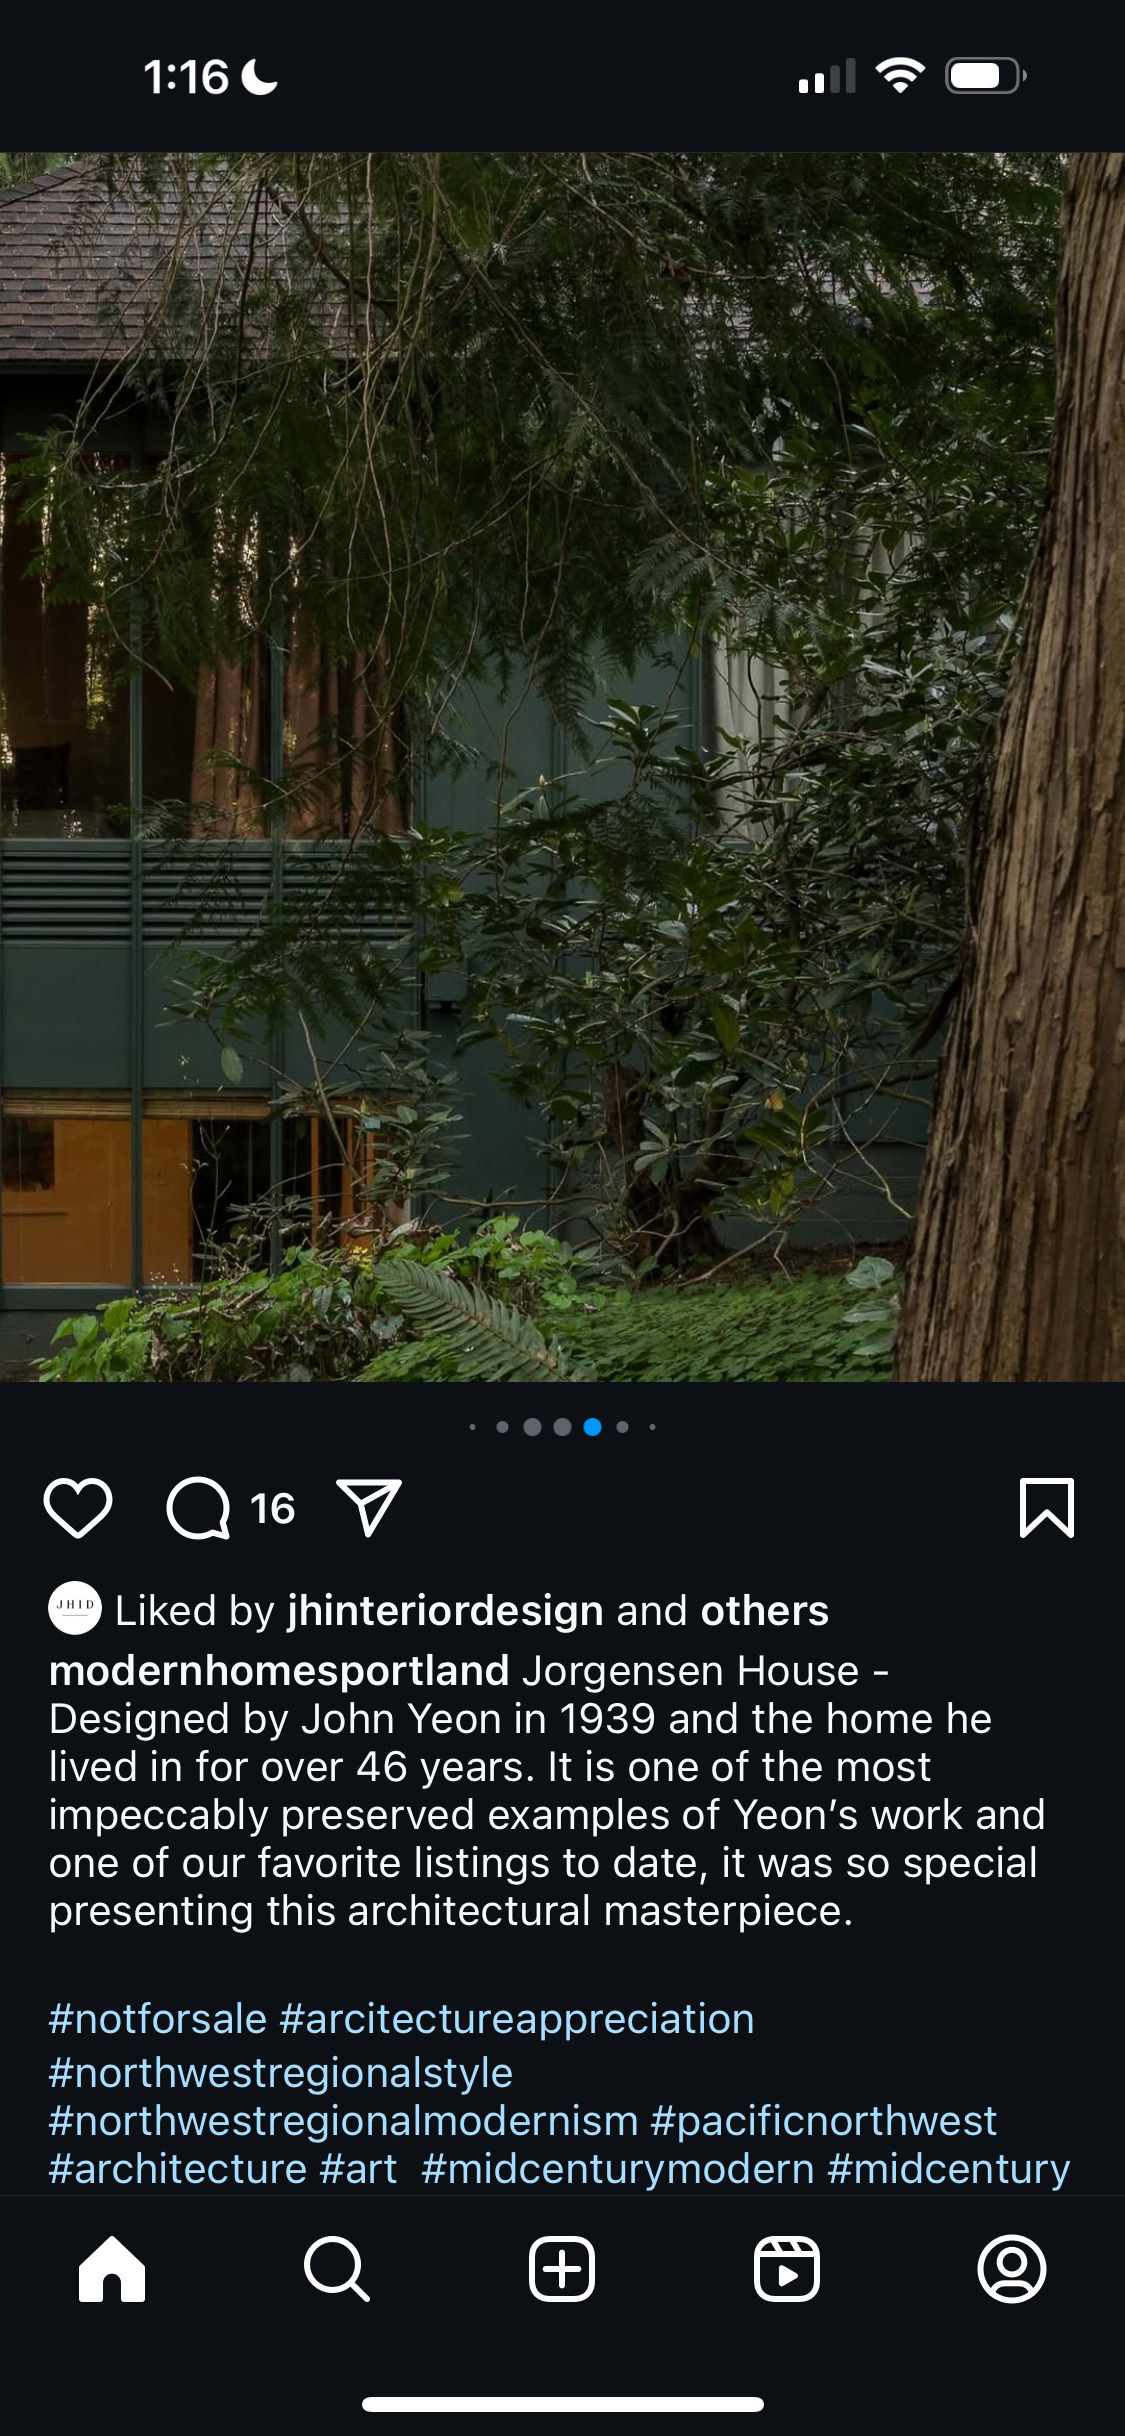 1:16
16
JHID
Liked by jhinteriordesign and others
modernhomesportland Jorgensen House -
Designed by John Yeon in 1939 and the home he
lived in for over 46 years. It is one of the most
impeccably preserved examples of Yeon’s work and
one of our favorite listings to date, it was so special
presenting this architectural masterpiece.
#notforsale #arcitectureappreciation
#northwestregionalstyle
#northwestregionalmodernism #pacificnorthwest
#architecture #art #midcenturymodern #midcentury